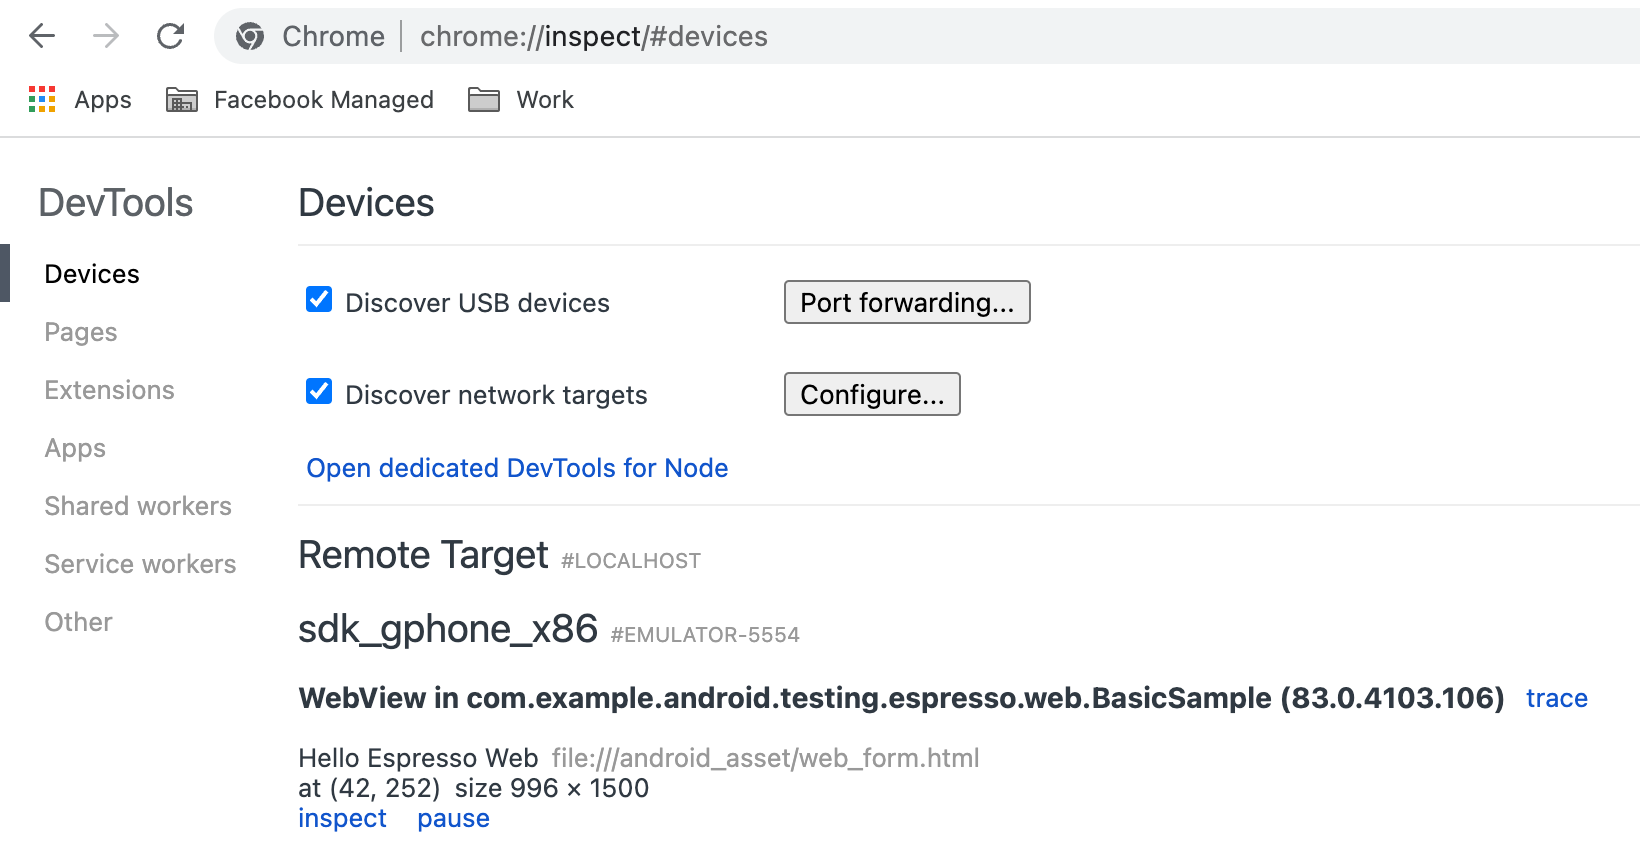 Chrome chrome://inspect/#devices
Apps Facebook Managed Work
DevTools
Devices
Pages
Extensions
Apps
Shared workers
Service workers
Other
Devices
Discover USB devices Port forwarding...
Discover network targets Configure...
Open dedicated DevTools for Node
Remote Target #LOCALHOST
sdk_gphone_x86 #EMULATOR-5554
WebView in com.example.android.testing.espresso.web.BasicSample (83.0.4103.106) trace
Hello Espresso Web file:///android_asset/web_form.html
at (42, 252) size 996 × 1500
inspect pause